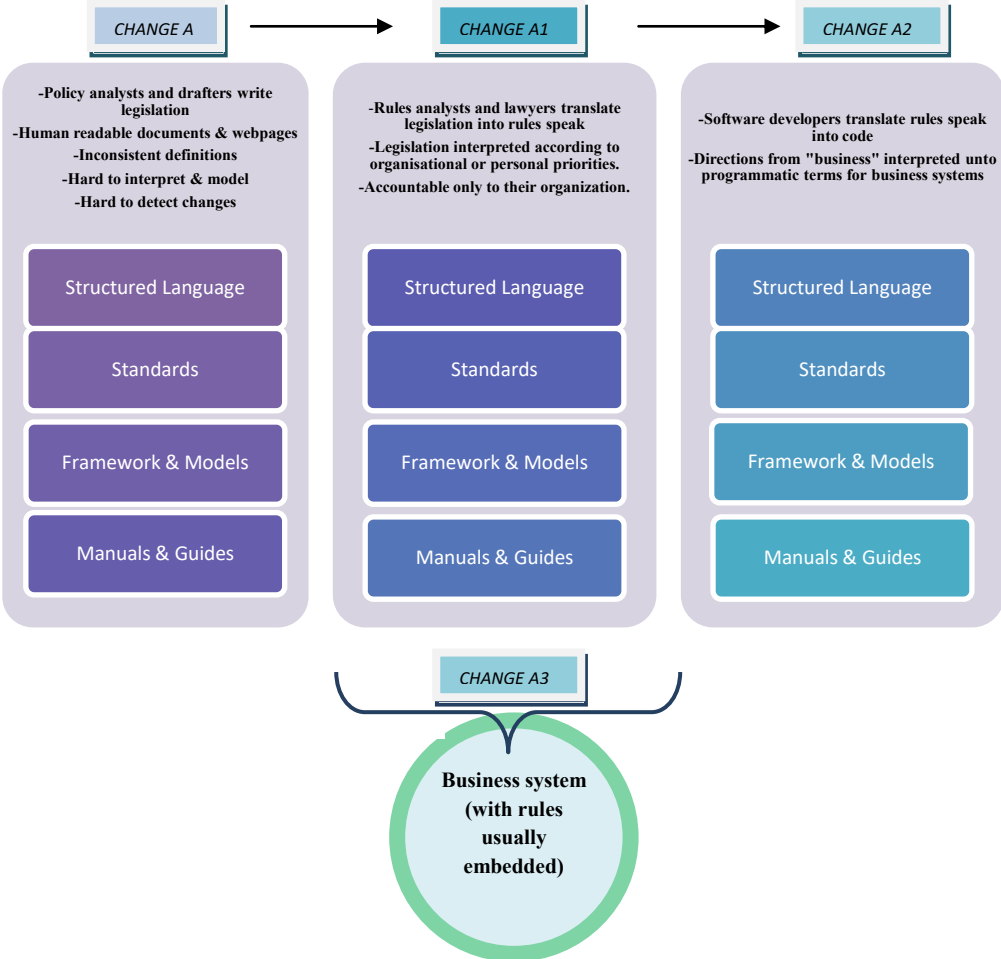 CHANGE A
CHANGE A1
CHANGE A2
-Policy analysts and drafters write
legislation
-Human readable documents & webpages
-Inconsistent definitions
-Hard to interpret & model
-Hard to detect changes
Structured Language
Standards
Framework & Models
Manuals & Guides
-Rules analysts and lawyers translate
legislation into rules speak
-Legislation interpreted according to
organisational or personal priorities.
-Accountable only to their organization.
Structured Language
Standards
Framework & Models
Manuals & Guides
-Software developers translate rules speak
into code
-Directions from "business" interpreted unto
programmatic terms for business systems
Structured Language
Standards
Framework & Models
Manuals & Guides
CHANGE A3
Business system
(with rules
usually
embedded)